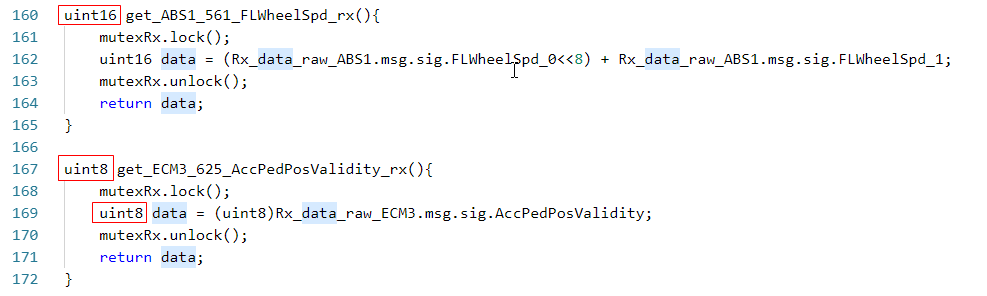 160 uint16 get_ABS1_561_FLWheelSpd_rx(){
161 mutexRx.lock();
162 uint16 data = (Rx_data_raw_ABS1.msg.sig.FLWheelSpd_0<<8) + Rx_data_raw_ABS1.msg.sig.FLWheelSpd_1;
163 mutexRx.unlock();
164 return data;
165 }
166
167 uint8 get_ECM3_625_AccPedPosValidity_rx(){
168 mutexRx.lock();
169 uint8 data = (uint8)Rx_data_raw_ECM3.msg.sig.AccPedPosValidity;
170 mutexRx.unlock();
171 return data;
172 }